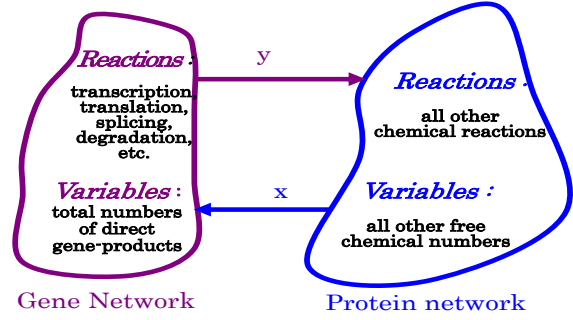 Reactions :
transcription,
translation,
splicing,
degradation,
etc.
Variables :
total numbers
of direct
gene-products
Gene Network
y
x
Reactions :
all other
chemical reactions
Variables :
all other free
chemical numbers
Protein network